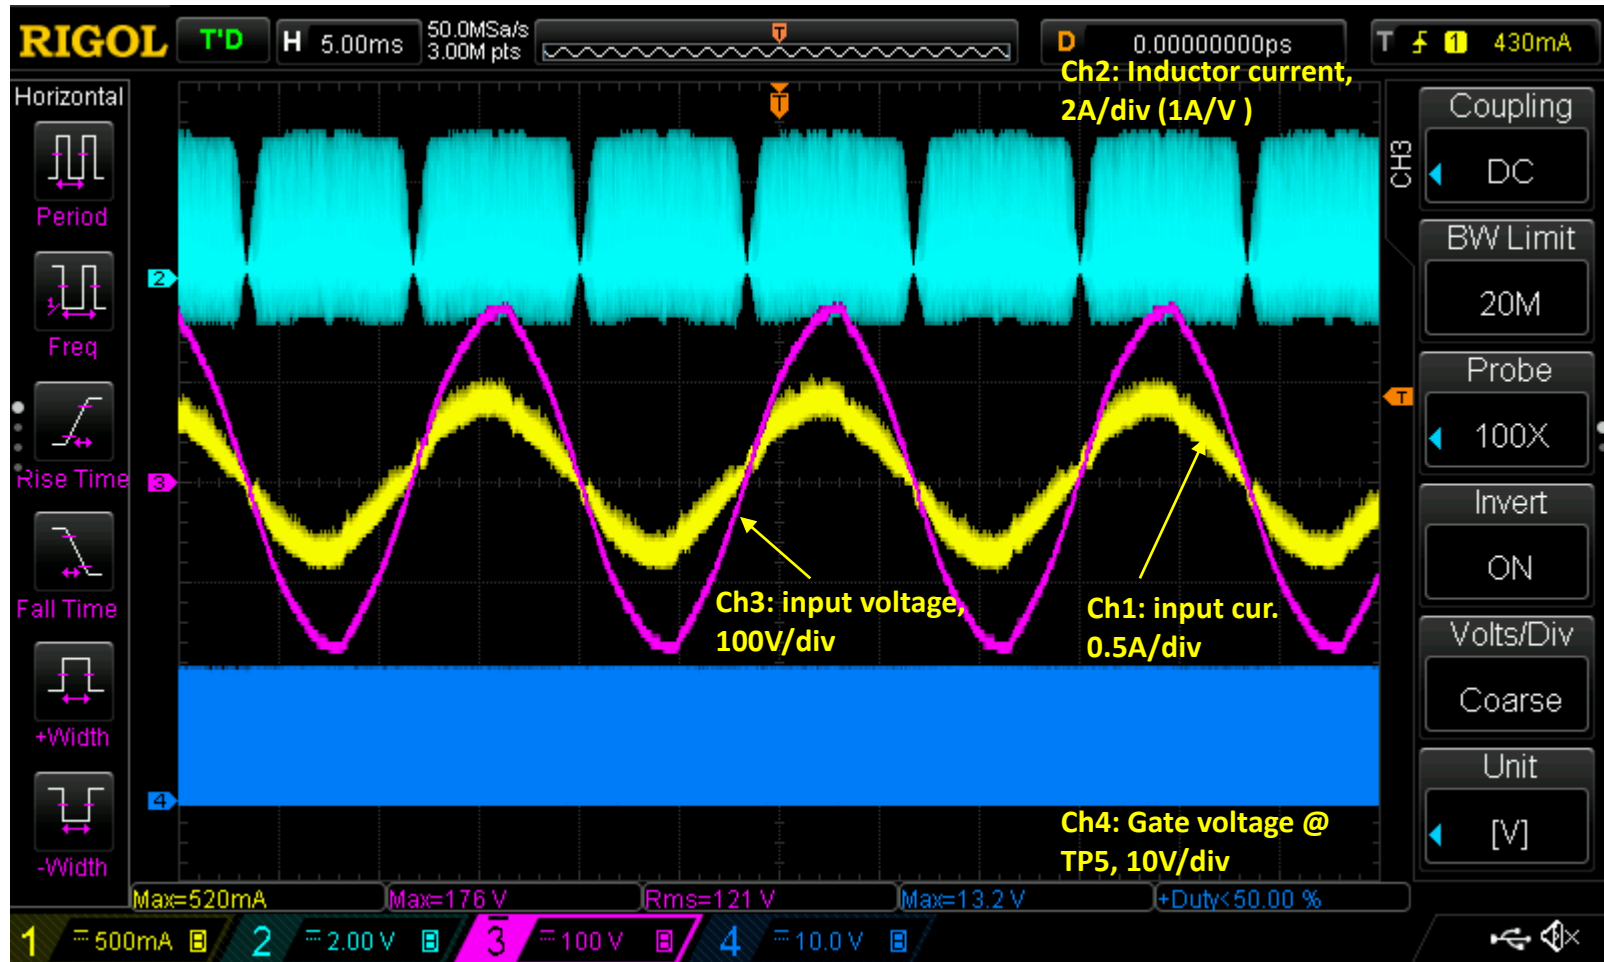 RIGOL T'D H 5.00ms 50.0MSa/s D 0.00000000ps T 1 430mA
3.00M pts
T
Ch2: Inductor current,
2A/div (1A/V )
Horizontal
Period
Freq
Rise Time
Fall Time
+Width
-Width
2
3
4
T
T
Ch3: input voltage,
100V/div
Ch1: input cur.
0.5A/div
Ch4: Gate voltage @
TP5, 10V/div
CH3
Coupling
DC
BW Limit
20M
Probe
100X
Invert
ON
Volts/Div
Coarse
Unit
[V]
Max=520mA Max=176 V Rms=121 V Max=13.2 V +Duty<50.00 %
1 500mA B 2 2.00 V B 3 100 V B 4 10.0 V B